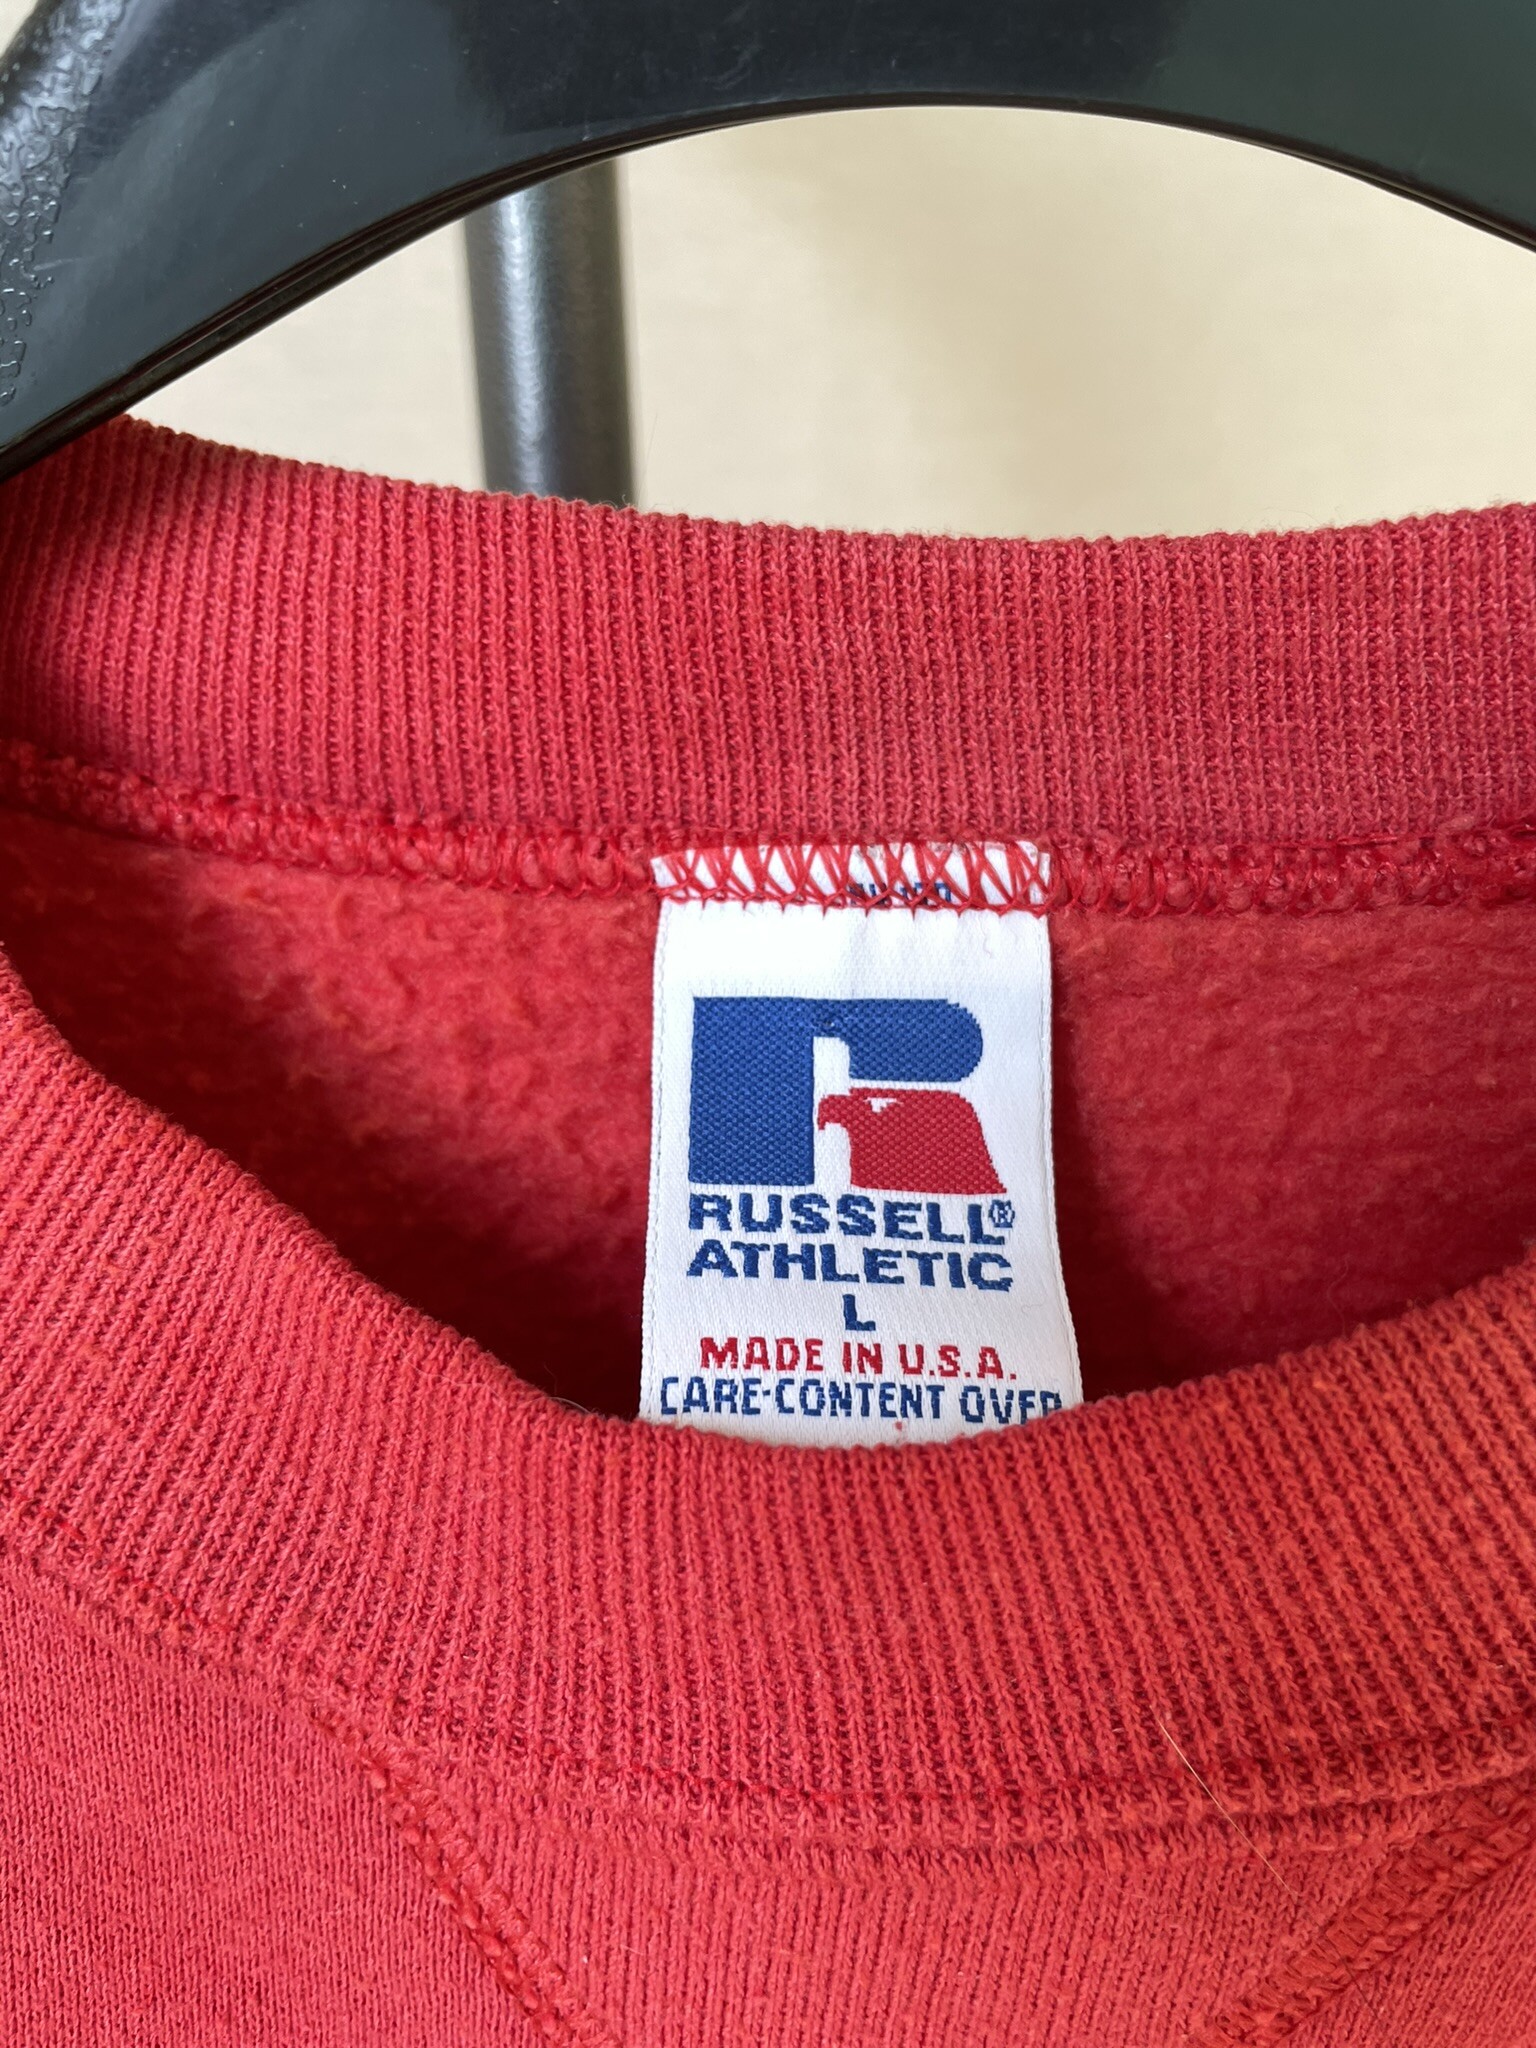 RUSSELL®
ATHLETIC
L
MADE IN U.S.A.
CARE-CONTENT OVER